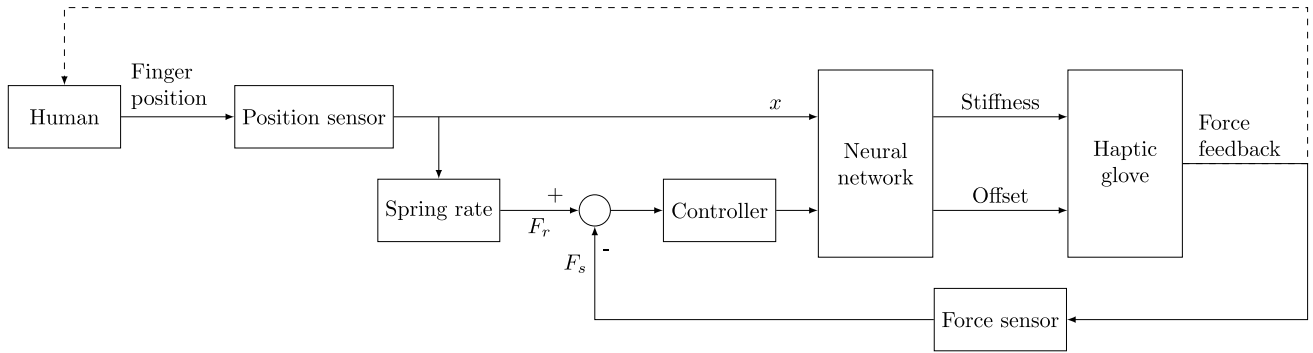 Finger
position
Human
Position sensor
x
Neural
network
Stiffness
Offset
Haptic
glove
Force
feedback
Spring rate
+
F_r
-
F_s
Controller
Force sensor